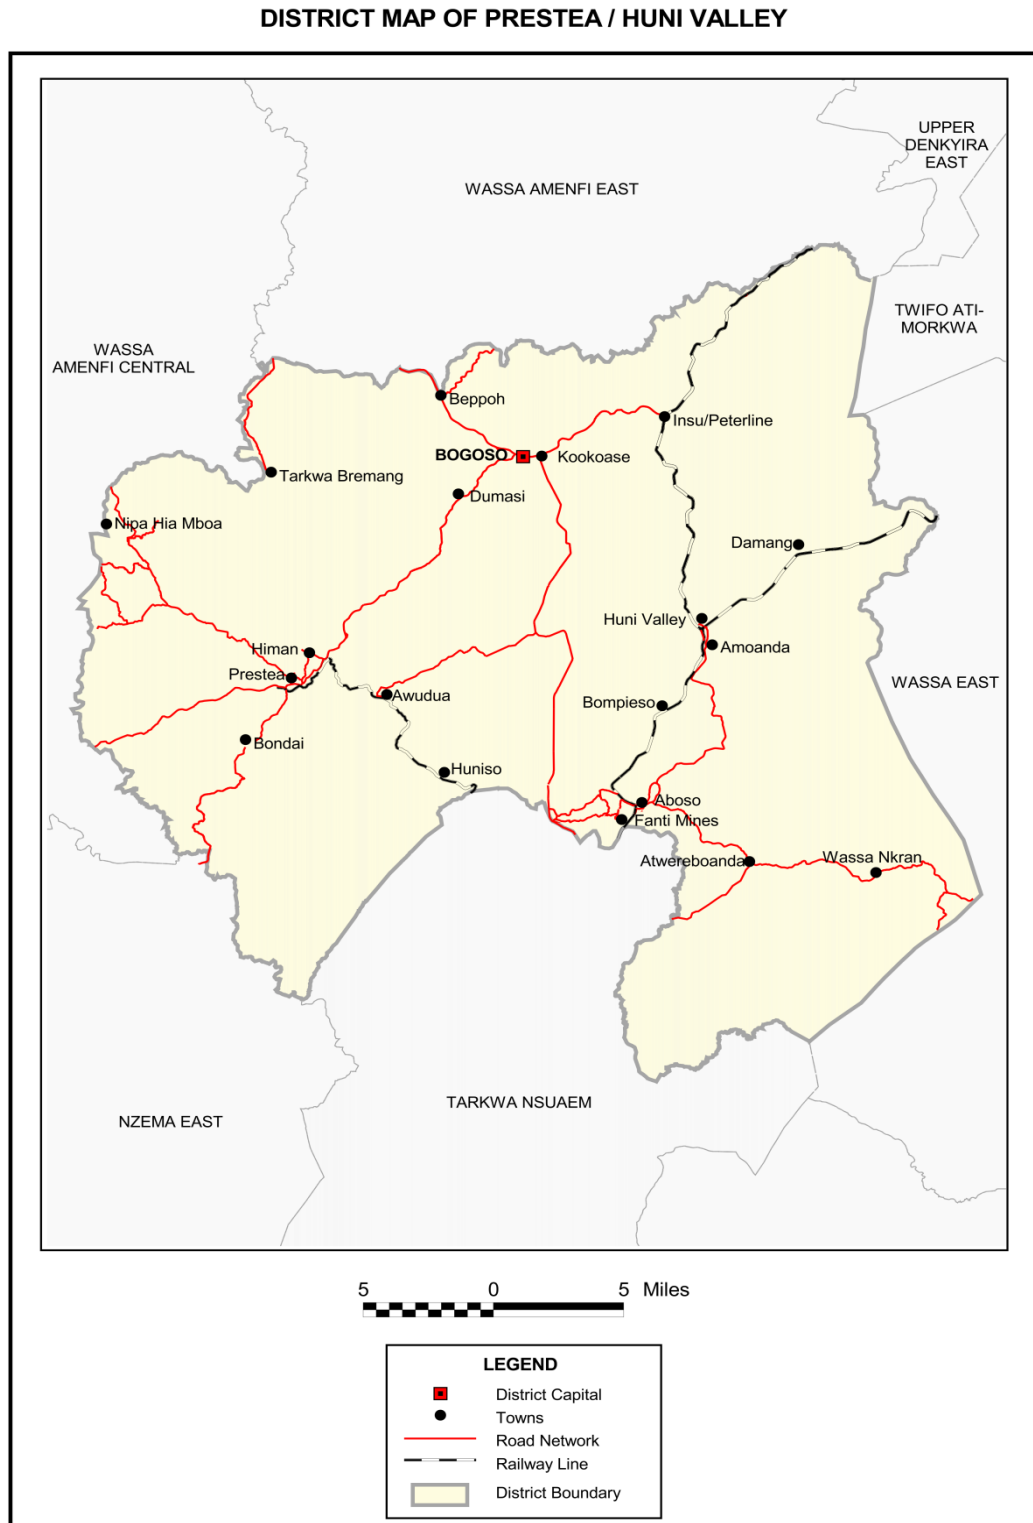 DISTRICT MAP OF PRESTEA / HUNI VALLEY
UPPER
DENKYIRA
EAST
WASSA AMENFI EAST
TWIFO ATI-
MORKWA
WASSA
AMENFI CENTRAL
Beppoh
Insu/Peterline
BOGOSO
Kookoase
Tarkwa Bremang
Dumasi
Nipa Hia Mboa
Damang
Huni Valley
Amoanda
Himan
Prestea
WASSA EAST
Awudua
Bompieso
Bondai
Huniso
Aboso
Fanti Mines
Atwereboanda
Wassa Nkran
TARKWA NSUAEM
NZEMA EAST
5 0 5 Miles
LEGEND
District Capital
Towns
Road Network
Railway Line
District Boundary